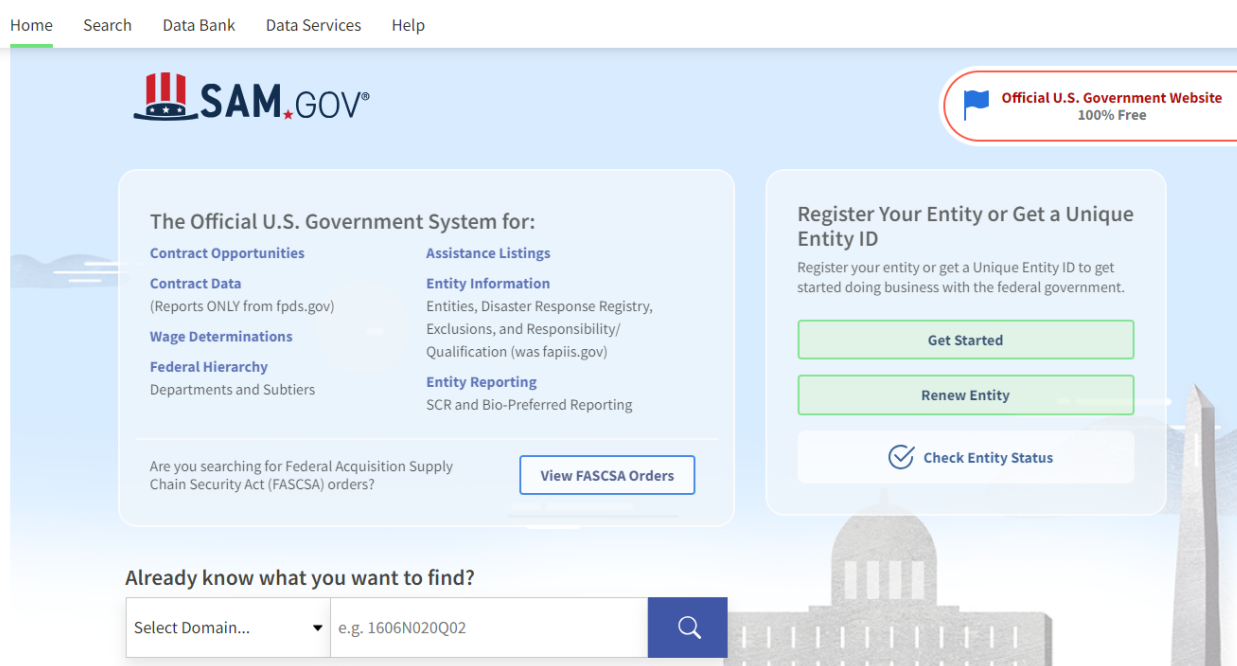 Home
Search
Data Bank
Data Services
Help
SAM.GOV®
Official U.S. Government Website
100% Free
The Official U.S. Government System for:
Contract Opportunities
Contract Data
(Reports ONLY from fpds.gov)
Wage Determinations
Federal Hierarchy
Departments and Subtiers
Assistance Listings
Entity Information
Entities, Disaster Response Registry,
Exclusions, and Responsibility/
Qualification (was fapiis.gov)
Entity Reporting
SCR and Bio-Preferred Reporting
Are you searching for Federal Acquisition Supply
Chain Security Act (FASCSA) orders?
View FASCSA Orders
Register Your Entity or Get a Unique
Entity ID
Register your entity or get a Unique Entity ID to get
started doing business with the federal government.
Get Started
Renew Entity
Check Entity Status
Already know what you want to find?
Select Domain...
e.g. 1606N020Q02